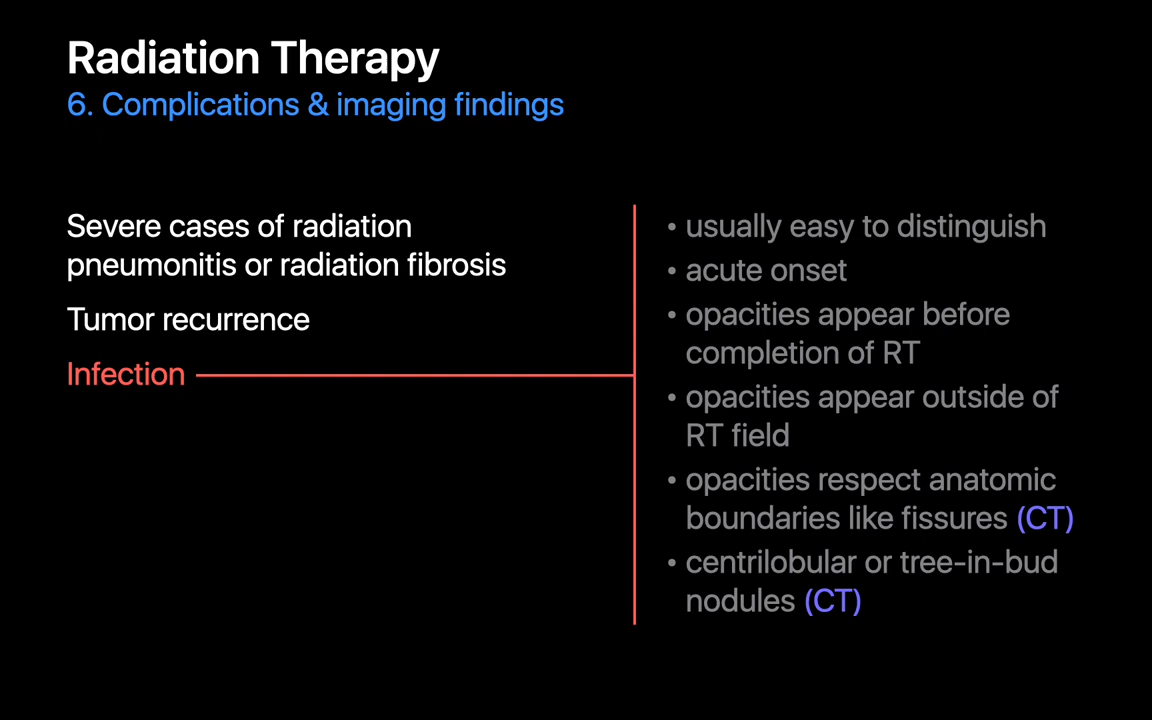 Radiation Therapy
6. Complications & imaging findings
Severe cases of radiation
pneumonitis or radiation fibrosis
Tumor recurrence
Infection
• usually easy to distinguish
• acute onset
• opacities appear before
completion of RT
• opacities appear outside of
RT field
• opacities respect anatomic
boundaries like fissures (CT)
• centrilobular or tree-in-bud
nodules (CT)